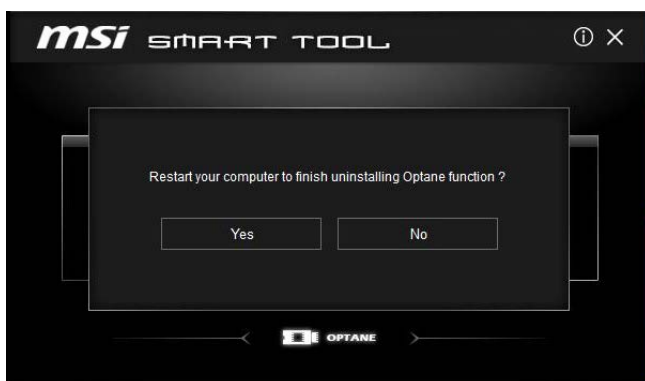 msi SMART TOOL
Restart your computer to finish uninstalling Optane function ?
Yes No
OPTANE